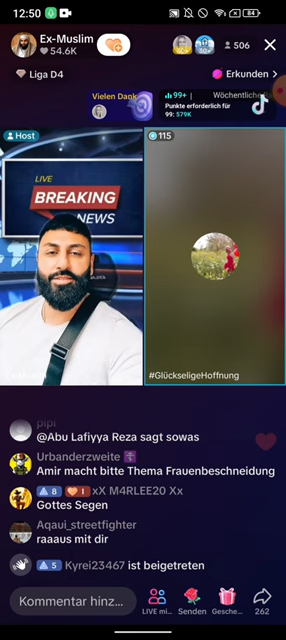 12:50
84
Ex-Muslim
54.6K
30+
506
Liga D4
Erkunden
Vielen Dank
99+ | Wöchentliche
Punkte erforderlich für
99: 579K
Host
115
LIVE
BREAKING
NEWS
#GlückseligeHoffnung
pipi
@Abu Lafiyya Reza sagt sowas
Urbanderzweite
Amir macht bitte Thema Frauenbeschneidung
8 1 xX M4RLEE20 Xx
Gottes Segen
Aqaui_streetfighter
raaaus mit dir
5 Kyrei23467 ist beigetreten
Kommentar hinz...
LIVE mi...
Senden
Gesche...
262